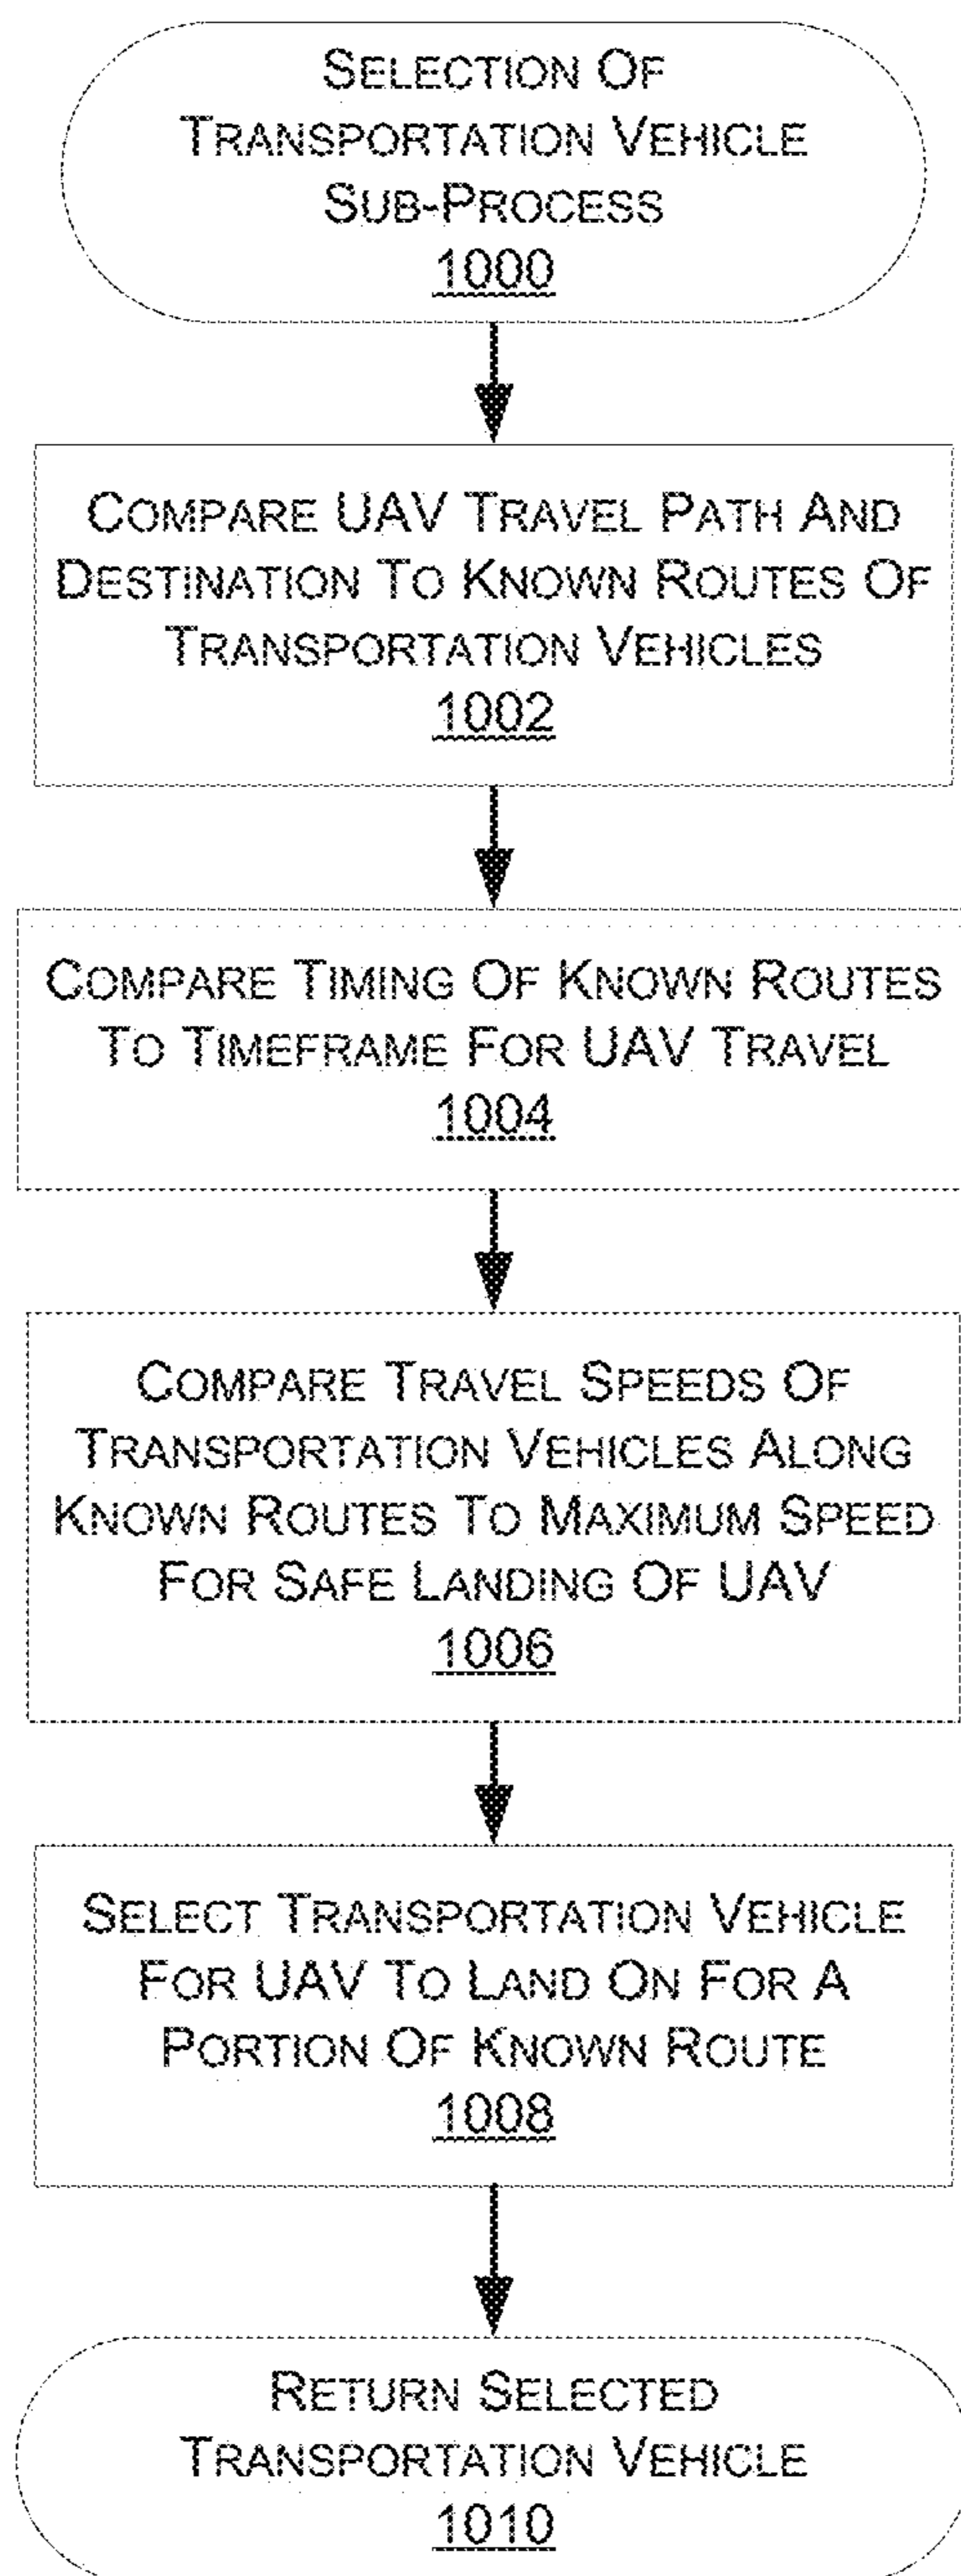 SELECTION OF
TRANSPORTATION VEHICLE
SUB-PROCESS
1000
COMPARE UAV TRAVEL PATH AND
DESTINATION TO KNOWN ROUTES OF
TRANSPORTATION VEHICLES
1002
COMPARE TIMING OF KNOWN ROUTES
TO TIMEFRAME FOR UAV TRAVEL
1004
COMPARE TRAVEL SPEEDS OF
TRANSPORTATION VEHICLES ALONG
KNOWN ROUTES TO MAXIMUM SPEED
FOR SAFE LANDING OF UAV
1006
SELECT TRANSPORTATION VEHICLE
FOR UAV TO LAND ON FOR A
PORTION OF KNOWN ROUTE
1008
RETURN SELECTED
TRANSPORTATION VEHICLE
1010